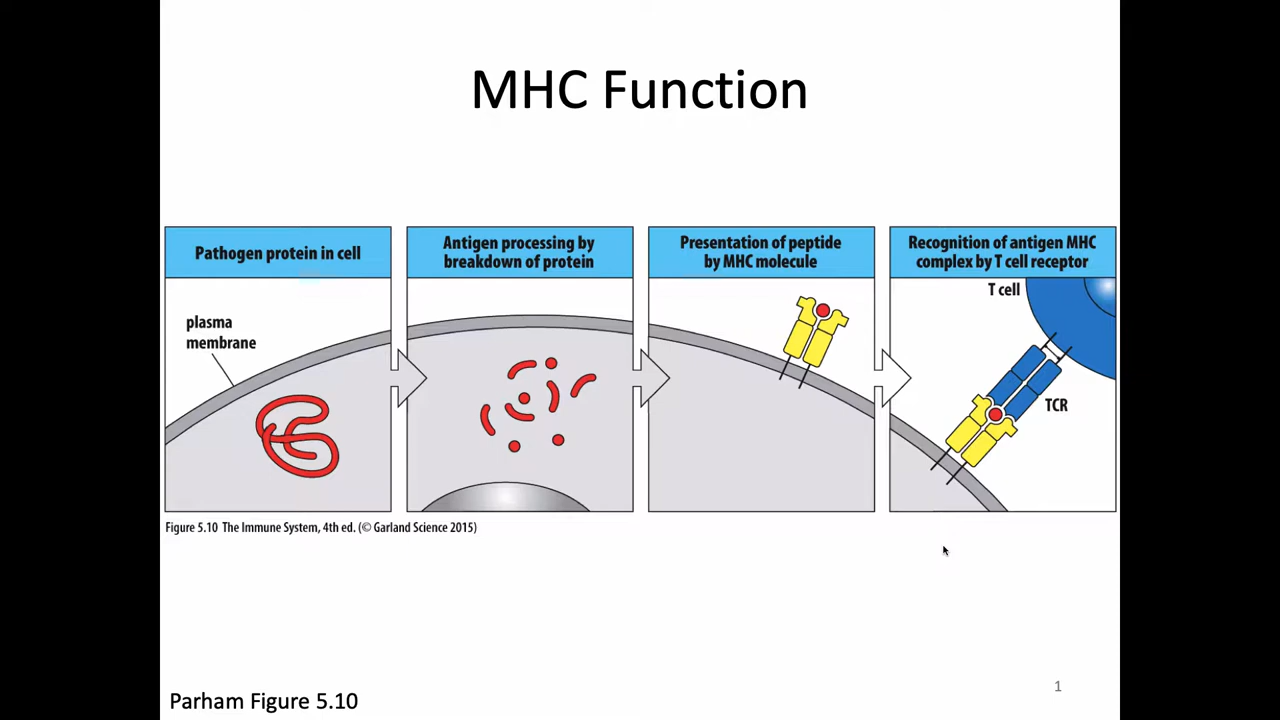 MHC Function
Pathogen protein in cell
Antigen processing by
breakdown of protein
Presentation of peptide
by MHC molecule
Recognition of antigen MHC
complex by T cell receptor
plasma
membrane
T cell
TCR
Figure 5.10 The Immune System, 4th ed. (© Garland Science 2015)
Parham Figure 5.10
1